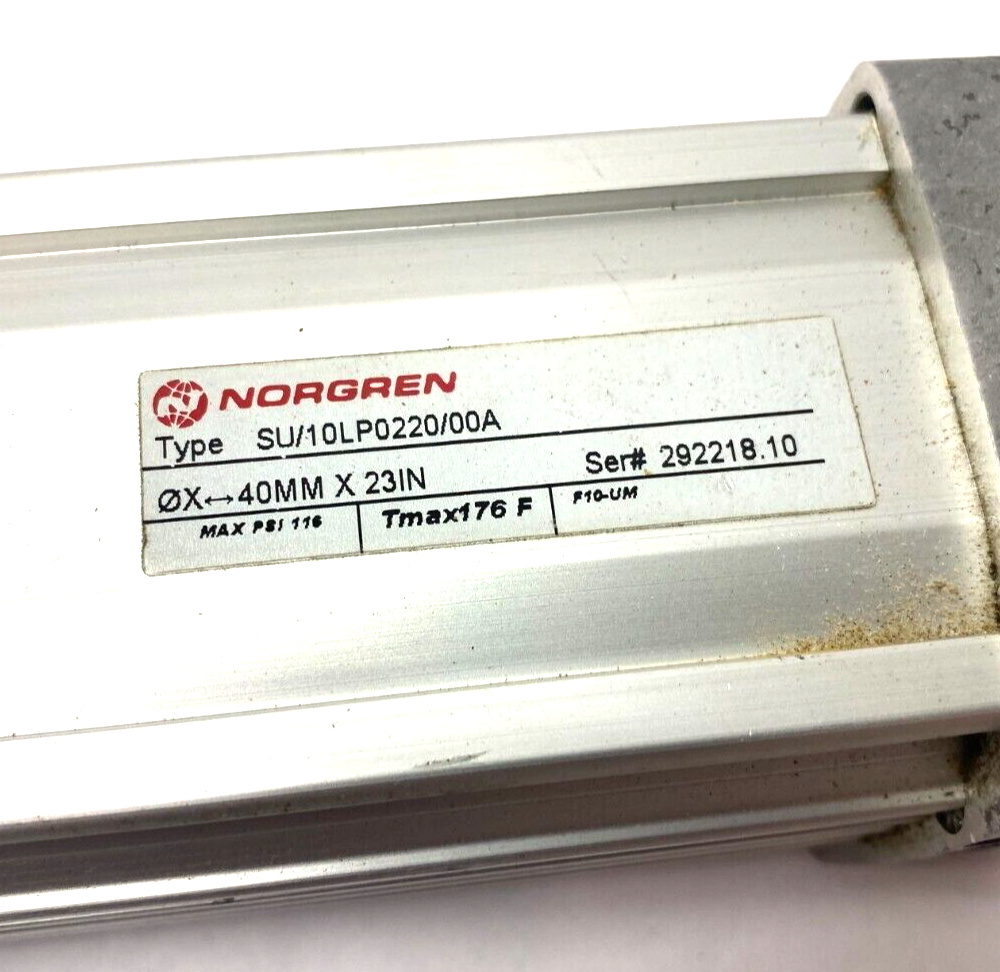 NORGREN
Type SU/10LP0220/00A
ØX↔40MM X 23IN Ser# 292218.10
MAX PSI 116 Tmax176 F F10-UM